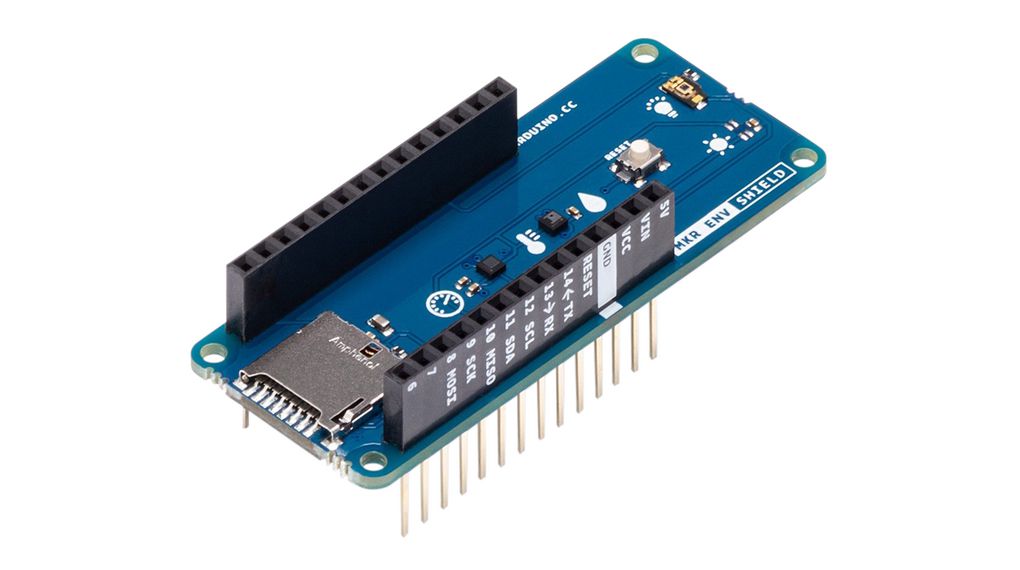 ARDUINO.CC
RESET
MKR ENV SHIELD
5V
VIN
VCC
GND
RESET
14←TX
13→RX
12 SCL
11 SDA
10 MISO
9 SCK
8 MOSI
7
6
Amphenol